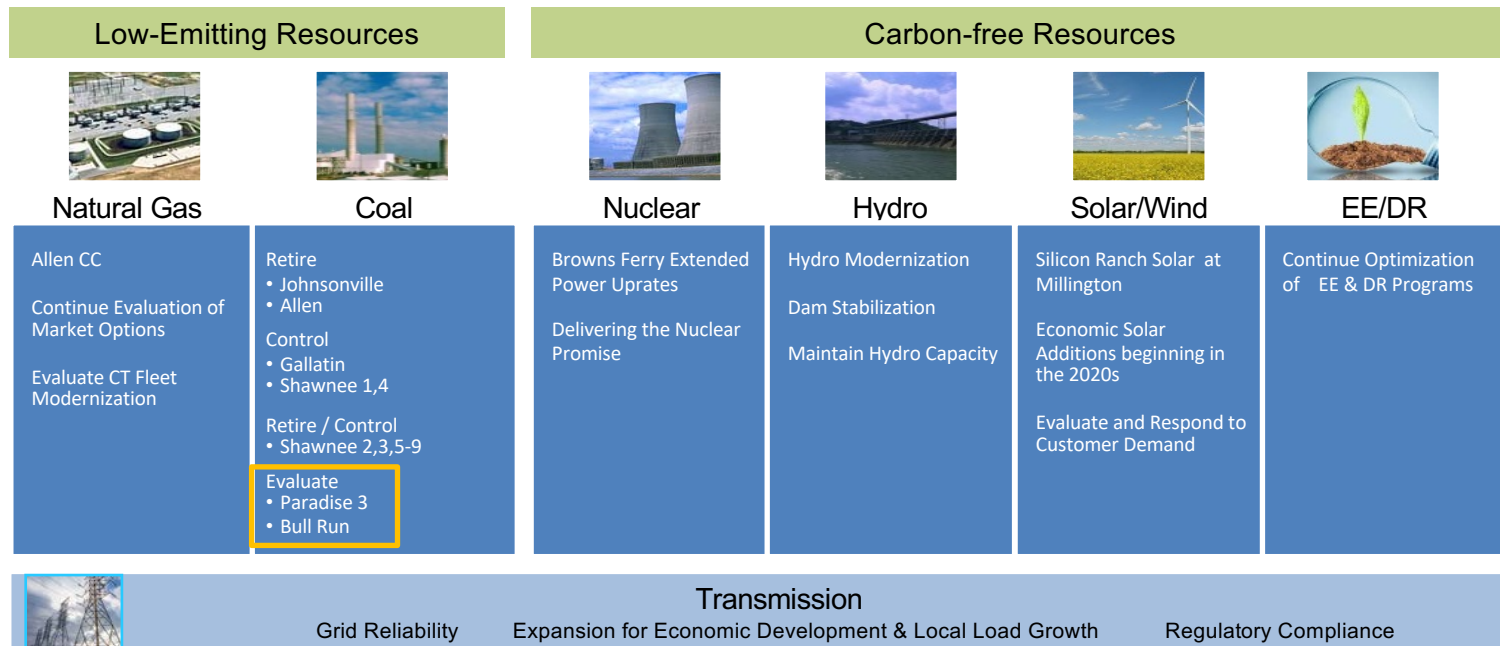 Low-Emitting Resources
Carbon-free Resources
Natural Gas
Coal
Nuclear
Hydro
Solar/Wind
EE/DR
Allen CC
Continue Evaluation of
Market Options
Evaluate CT Fleet
Modernization
Retire
• Johnsonville
• Allen
Control
• Gallatin
• Shawnee 1,4
Retire / Control
• Shawnee 2,3,5-9
Evaluate
• Paradise 3
• Bull Run
Browns Ferry Extended
Power Uprates
Delivering the Nuclear
Promise
Hydro Modernization
Dam Stabilization
Maintain Hydro Capacity
Silicon Ranch Solar at
Millington
Economic Solar
Additions beginning in
the 2020s
Evaluate and Respond to
Customer Demand
Continue Optimization
of EE & DR Programs
Transmission
Grid Reliability
Expansion for Economic Development & Local Load Growth
Regulatory Compliance